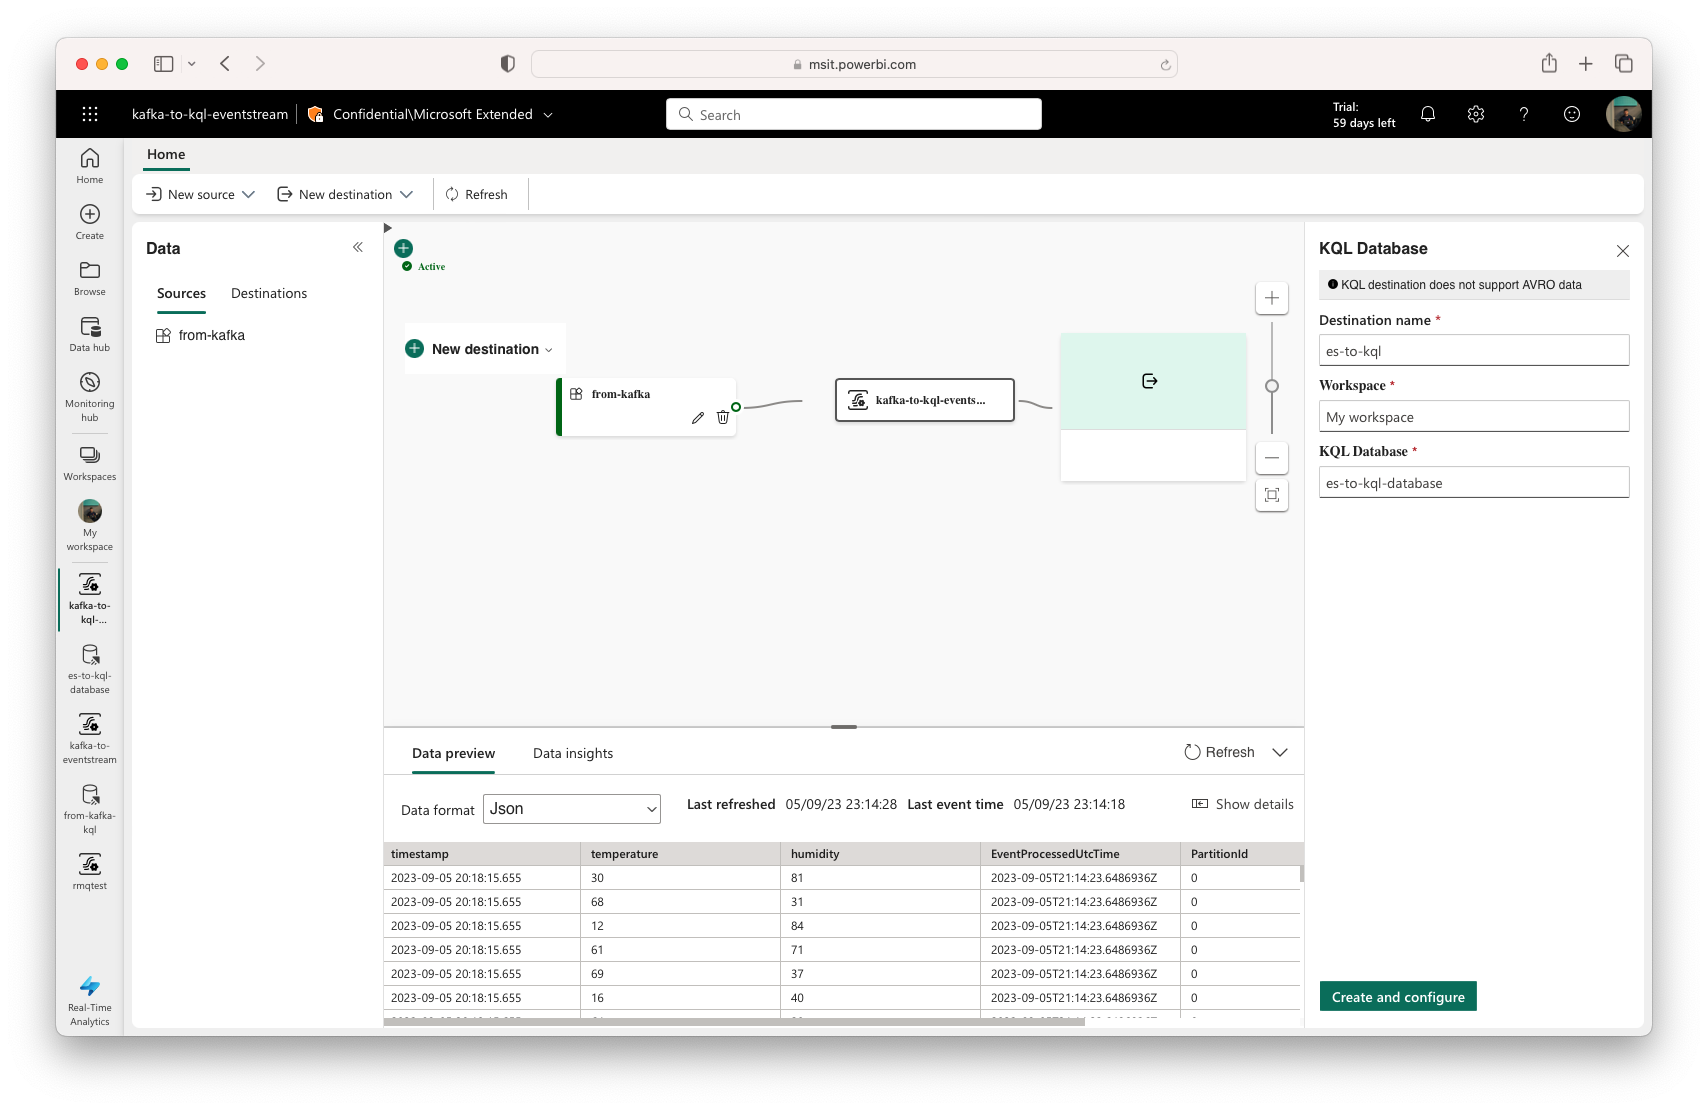 msit.powerbi.com
kafka-to-kql-eventstream
Confidential\Microsoft Extended
Search
Trial:
59 days left
Home
Create
Browse
Data hub
Monitoring
hub
Workspaces
My
workspace
kafka-to-
kql-...
es-to-kql-
database
kafka-to-
eventstream
from-kafka-
kql
rmqtest
Real-Time
Analytics
Home
New source
New destination
Refresh
Data
Sources
Destinations
from-kafka
Active
New destination
from-kafka
kafka-to-kql-events...
KQL Database
KQL destination does not support AVRO data
Destination name *
es-to-kql
Workspace *
My workspace
KQL Database *
es-to-kql-database
Create and configure
Data preview
Data insights
Refresh
Data format
Json
Last refreshed 05/09/23 23:14:28 Last event time 05/09/23 23:14:18
Show details
timestamp temperature humidity EventProcessedUtcTime PartitionId
2023-09-05 20:18:15.655 30 81 2023-09-05T21:14:23.6486936Z 0
2023-09-05 20:18:15.655 68 31 2023-09-05T21:14:23.6486936Z 0
2023-09-05 20:18:15.655 12 84 2023-09-05T21:14:23.6486936Z 0
2023-09-05 20:18:15.655 61 71 2023-09-05T21:14:23.6486936Z 0
2023-09-05 20:18:15.655 69 37 2023-09-05T21:14:23.6486936Z 0
2023-09-05 20:18:15.655 16 40 2023-09-05T21:14:23.6486936Z 0